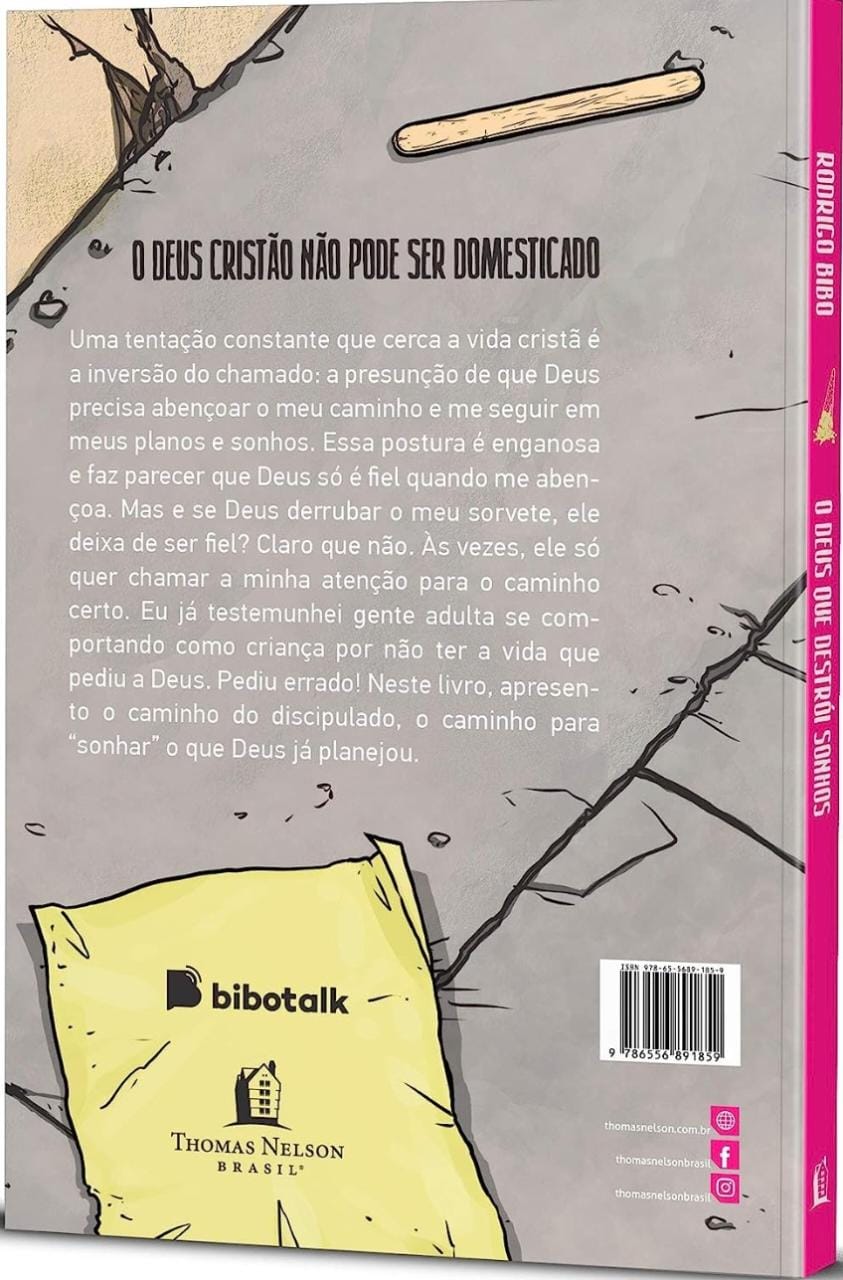 O DEUS CRISTÃO NÃO PODE SER DOMESTICADO
Uma tentação constante que cerca a vida cristã é
a inversão do chamado: a presunção de que Deus
precisa abençoar o meu caminho e me seguir em
meus planos e sonhos. Essa postura é enganosa
e faz parecer que Deus só é fiel quando me aben-
çoa. Mas e se Deus derrubar o meu sorvete, ele
deixa de ser fiel? Claro que não. Às vezes, ele só
quer chamar a minha atenção para o caminho
certo. Eu já testemunhei gente adulta se com-
portando como criança por não ter a vida que
pediu a Deus. Pediu errado! Neste livro, apresen-
to o caminho do discipulado, o caminho para
“sonhar” o que Deus já planejou.
bibotalk
THOMAS NELSON
BRASIL®
ISBN 978-65-5689-185-9
9 786556 891859
thomasnelson.com.br
thomasnelsonbrasil
thomasnelsonbrasil
RODRIGO BIBO
O DEUS QUE DESTRÓI SONHOS